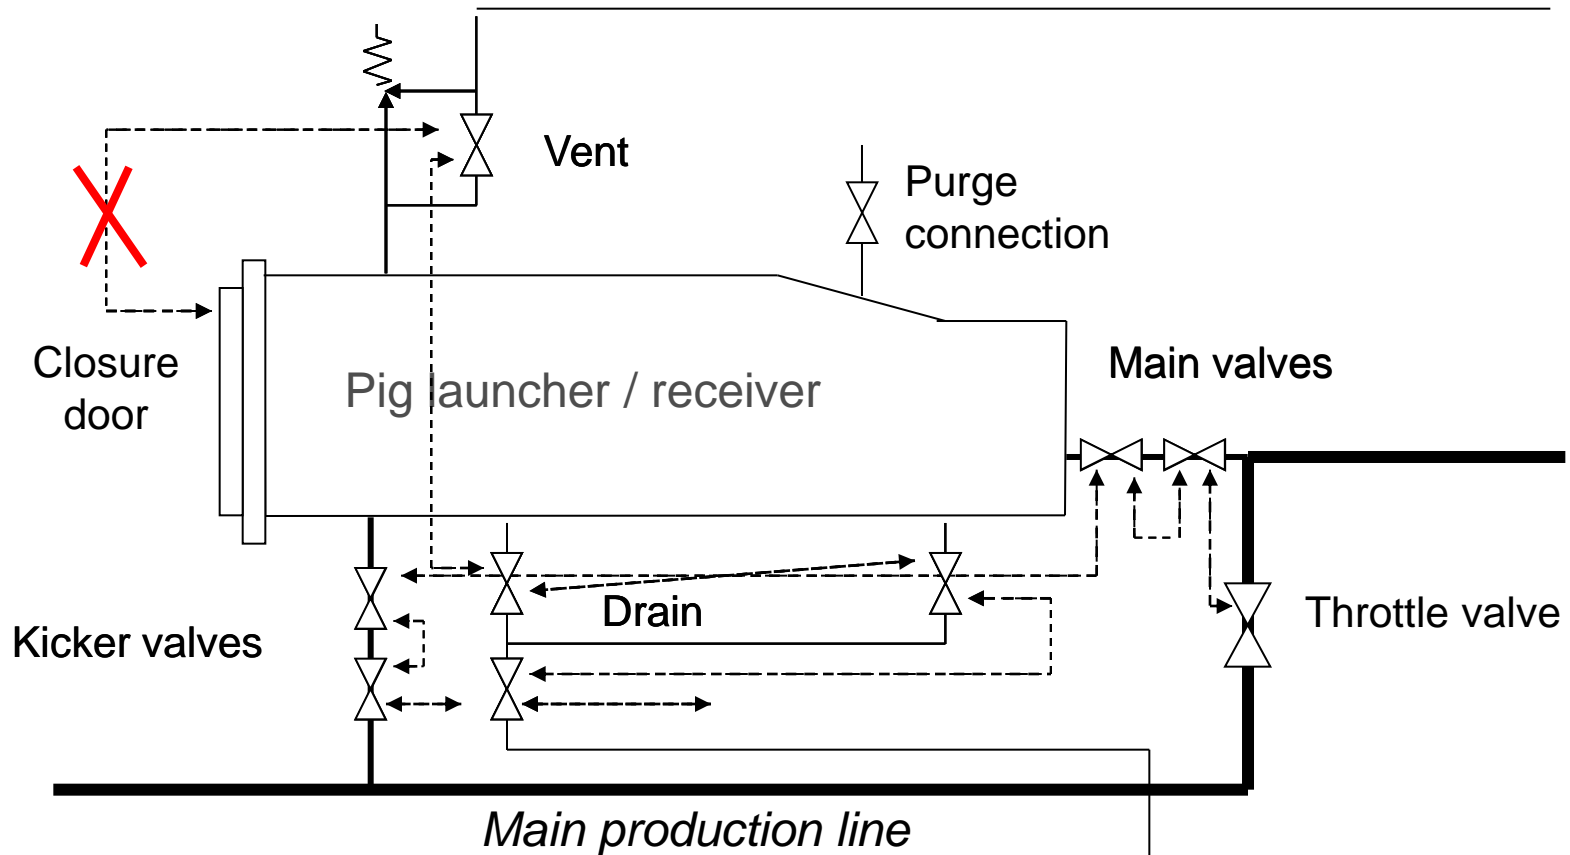 Vent
Purge
connection
Closure
door
Pig launcher / receiver
Main valves
Drain
Throttle valve
Kicker valves
Main production line